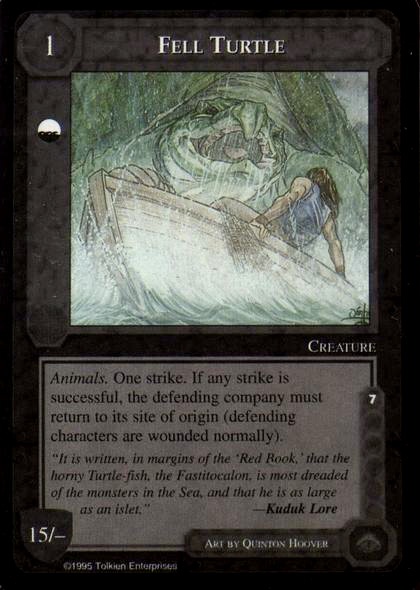 1
FELL TURTLE
CREATURE
Animals. One strike. If any strike is
successful, the defending company must
return to its site of origin (defending
characters are wounded normally).
7
"It is written, in margins of the 'Red Book,' that the
horny Turtle-fish, the Fastitocalon, is most dreaded
of the monsters in the Sea, and that he is as large
as an islet." —Kuduk Lore
15/–
ART BY QUINTON HOOVER
©1995 Tolkien Enterprises